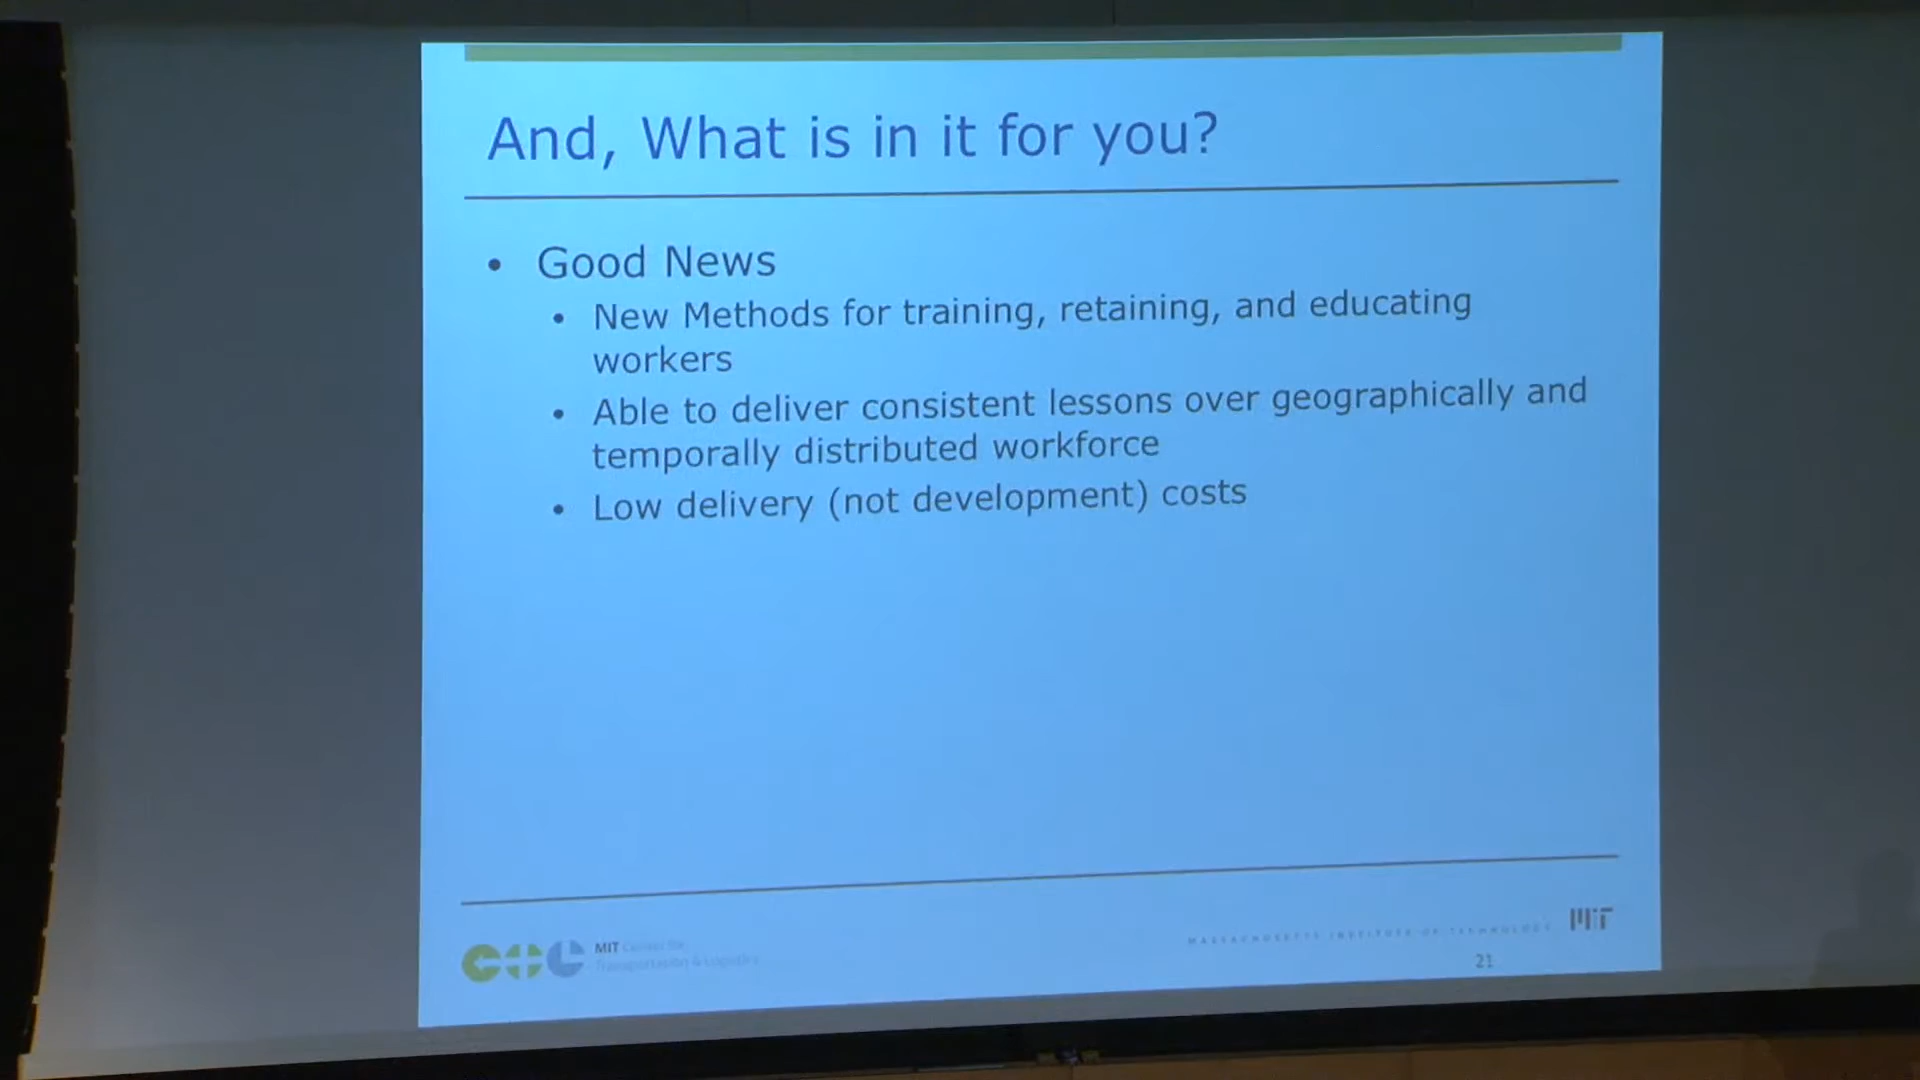 And, What is in it for you?
• Good News
• New Methods for training, retaining, and educating
workers
• Able to deliver consistent lessons over geographically and
temporally distributed workforce
• Low delivery (not development) costs
MIT Center for
Transportation & Logistics
MASSACHUSETTS INSTITUTE OF TECHNOLOGY
MIT
21